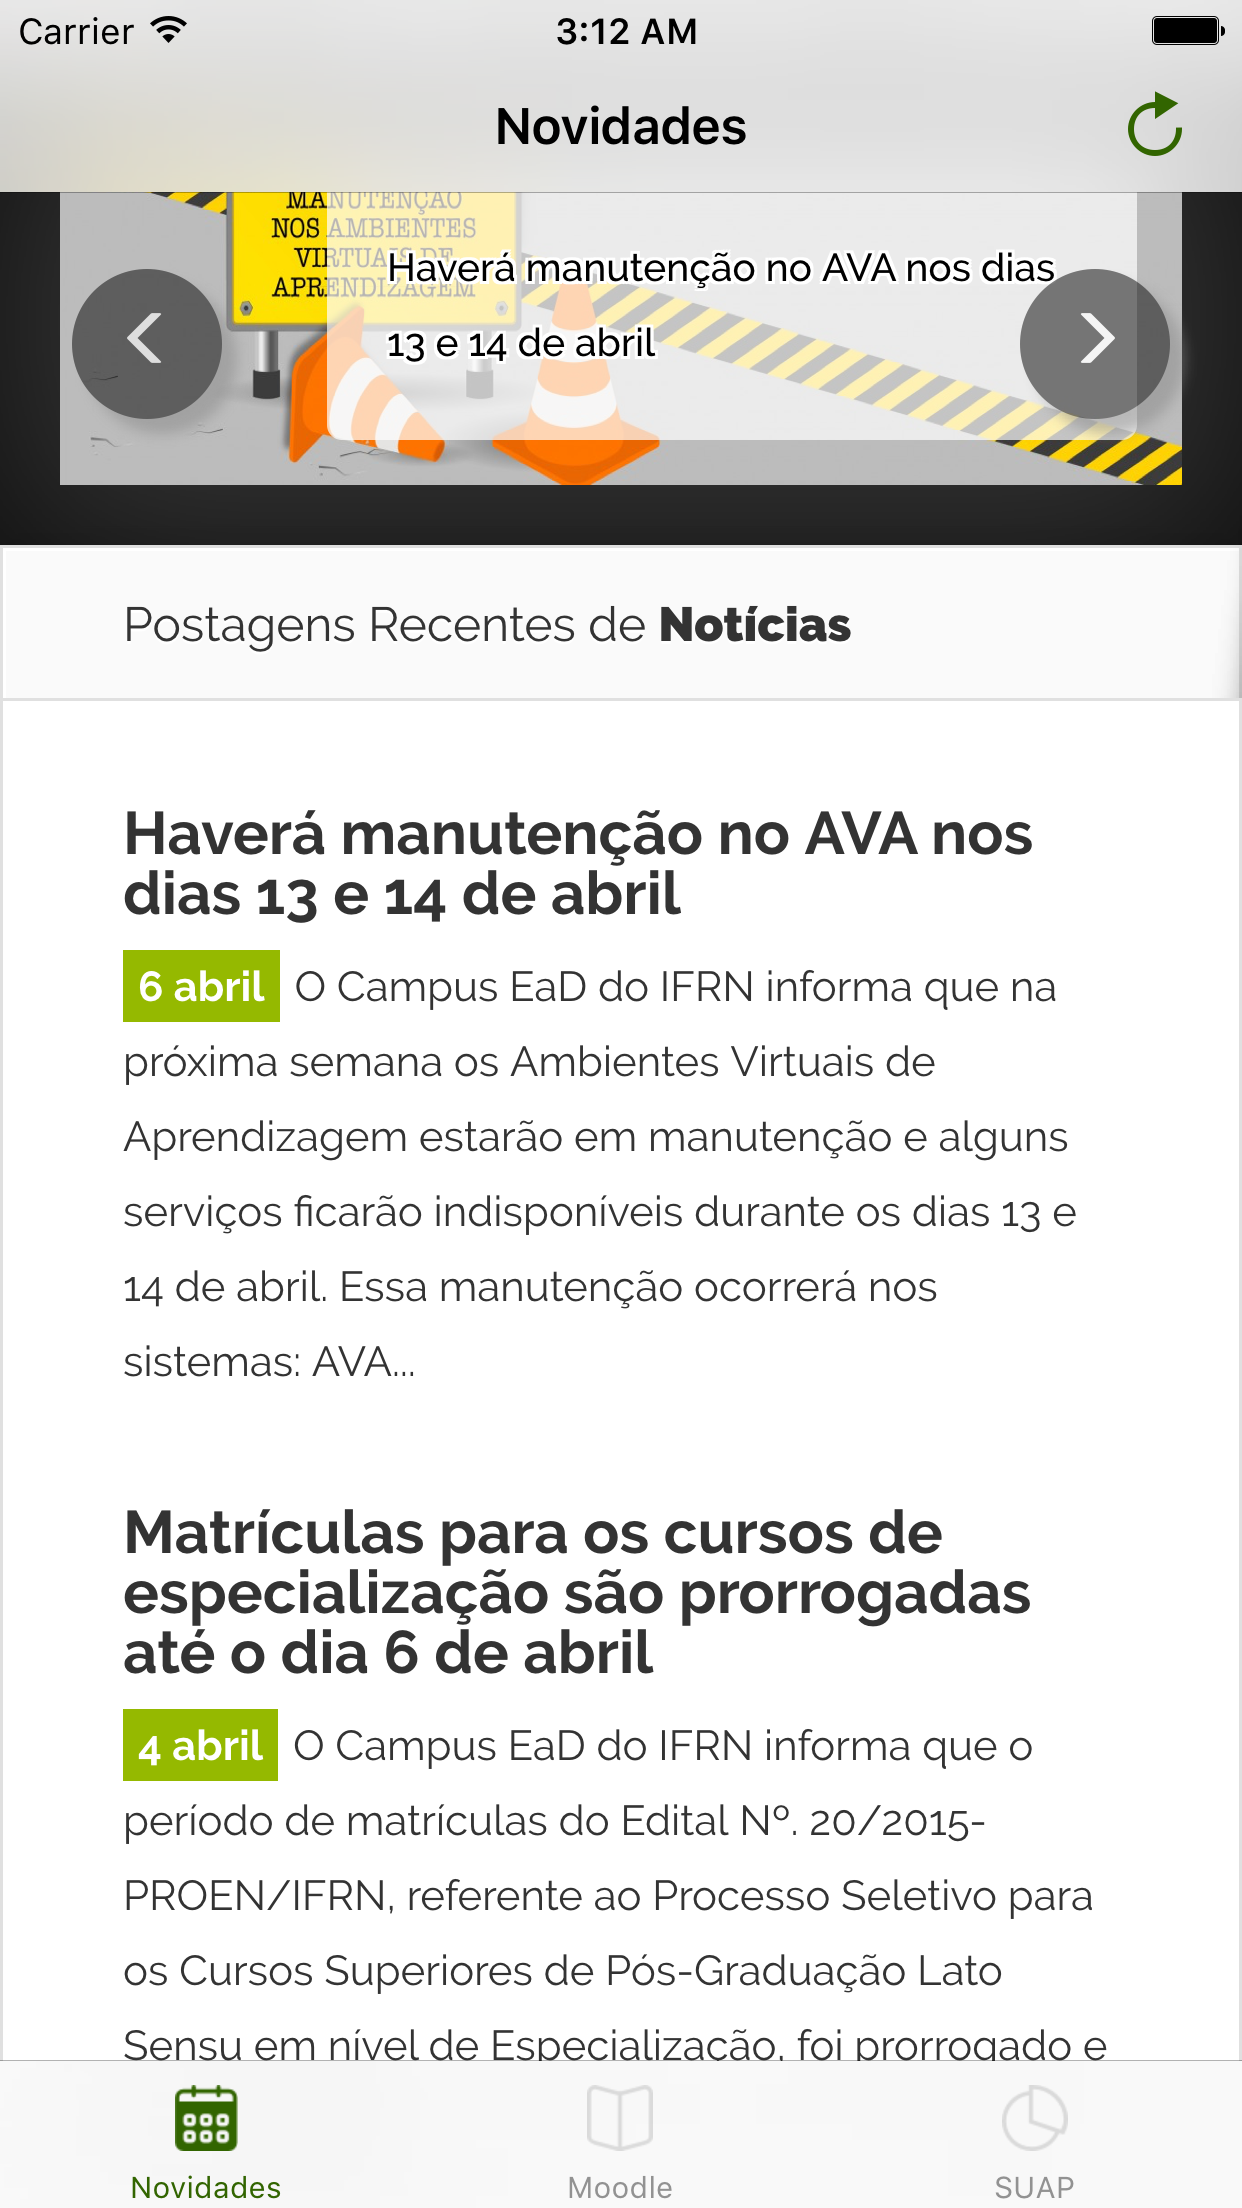 Carrier
3:12 AM
Novidades
MANUTENÇÃO
NOS AMBIENTES
VIRTUAIS DE
APRENDIZAGEM
Haverá manutenção no AVA nos dias
13 e 14 de abril
Postagens Recentes de Notícias
Haverá manutenção no AVA nos
dias 13 e 14 de abril
6 abril O Campus EaD do IFRN informa que na
próxima semana os Ambientes Virtuais de
Aprendizagem estarão em manutenção e alguns
serviços ficarão indisponíveis durante os dias 13 e
14 de abril. Essa manutenção ocorrerá nos
sistemas: AVA...
Matrículas para os cursos de
especialização são prorrogadas
até o dia 6 de abril
4 abril O Campus EaD do IFRN informa que o
período de matrículas do Edital Nº. 20/2015-
PROEN/IFRN, referente ao Processo Seletivo para
os Cursos Superiores de Pós-Graduação Lato
Sensu em nível de Especialização, foi prorrogado e
Novidades
Moodle
SUAP